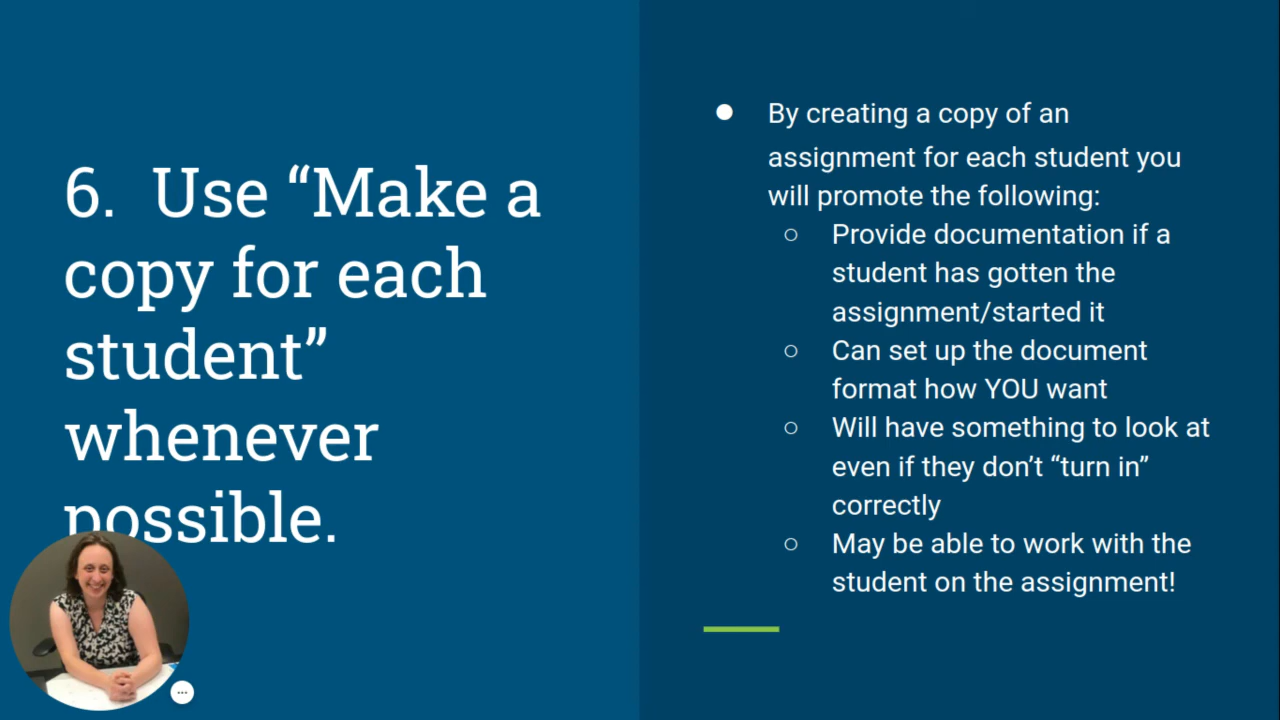 6. Use “Make a
copy for each
student”
whenever
possible.
● By creating a copy of an
assignment for each student you
will promote the following:
○ Provide documentation if a
student has gotten the
assignment/started it
○ Can set up the document
format how YOU want
○ Will have something to look at
even if they don’t “turn in”
correctly
○ May be able to work with the
student on the assignment!